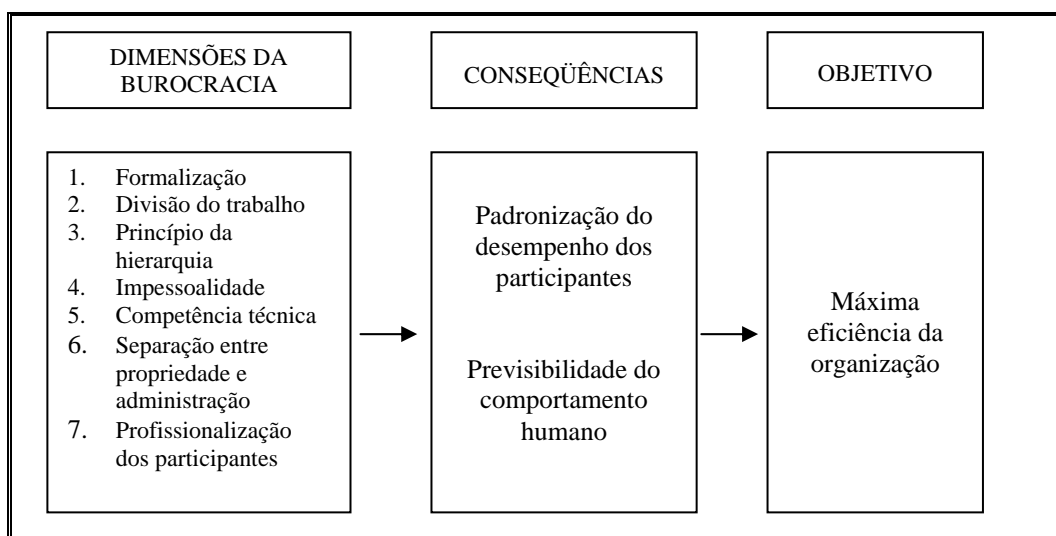 DIMENSÕES DA
BUROCRACIA
CONSEQÜÊNCIAS
OBJETIVO
1. Formalização
2. Divisão do trabalho
3. Princípio da
hierarquia
4. Impessoalidade
5. Competência técnica
6. Separação entre
propriedade e
administração
7. Profissionalização
dos participantes
Padronização do
desempenho dos
participantes
Previsibilidade do
comportamento
humano
Máxima
eficiência da
organização